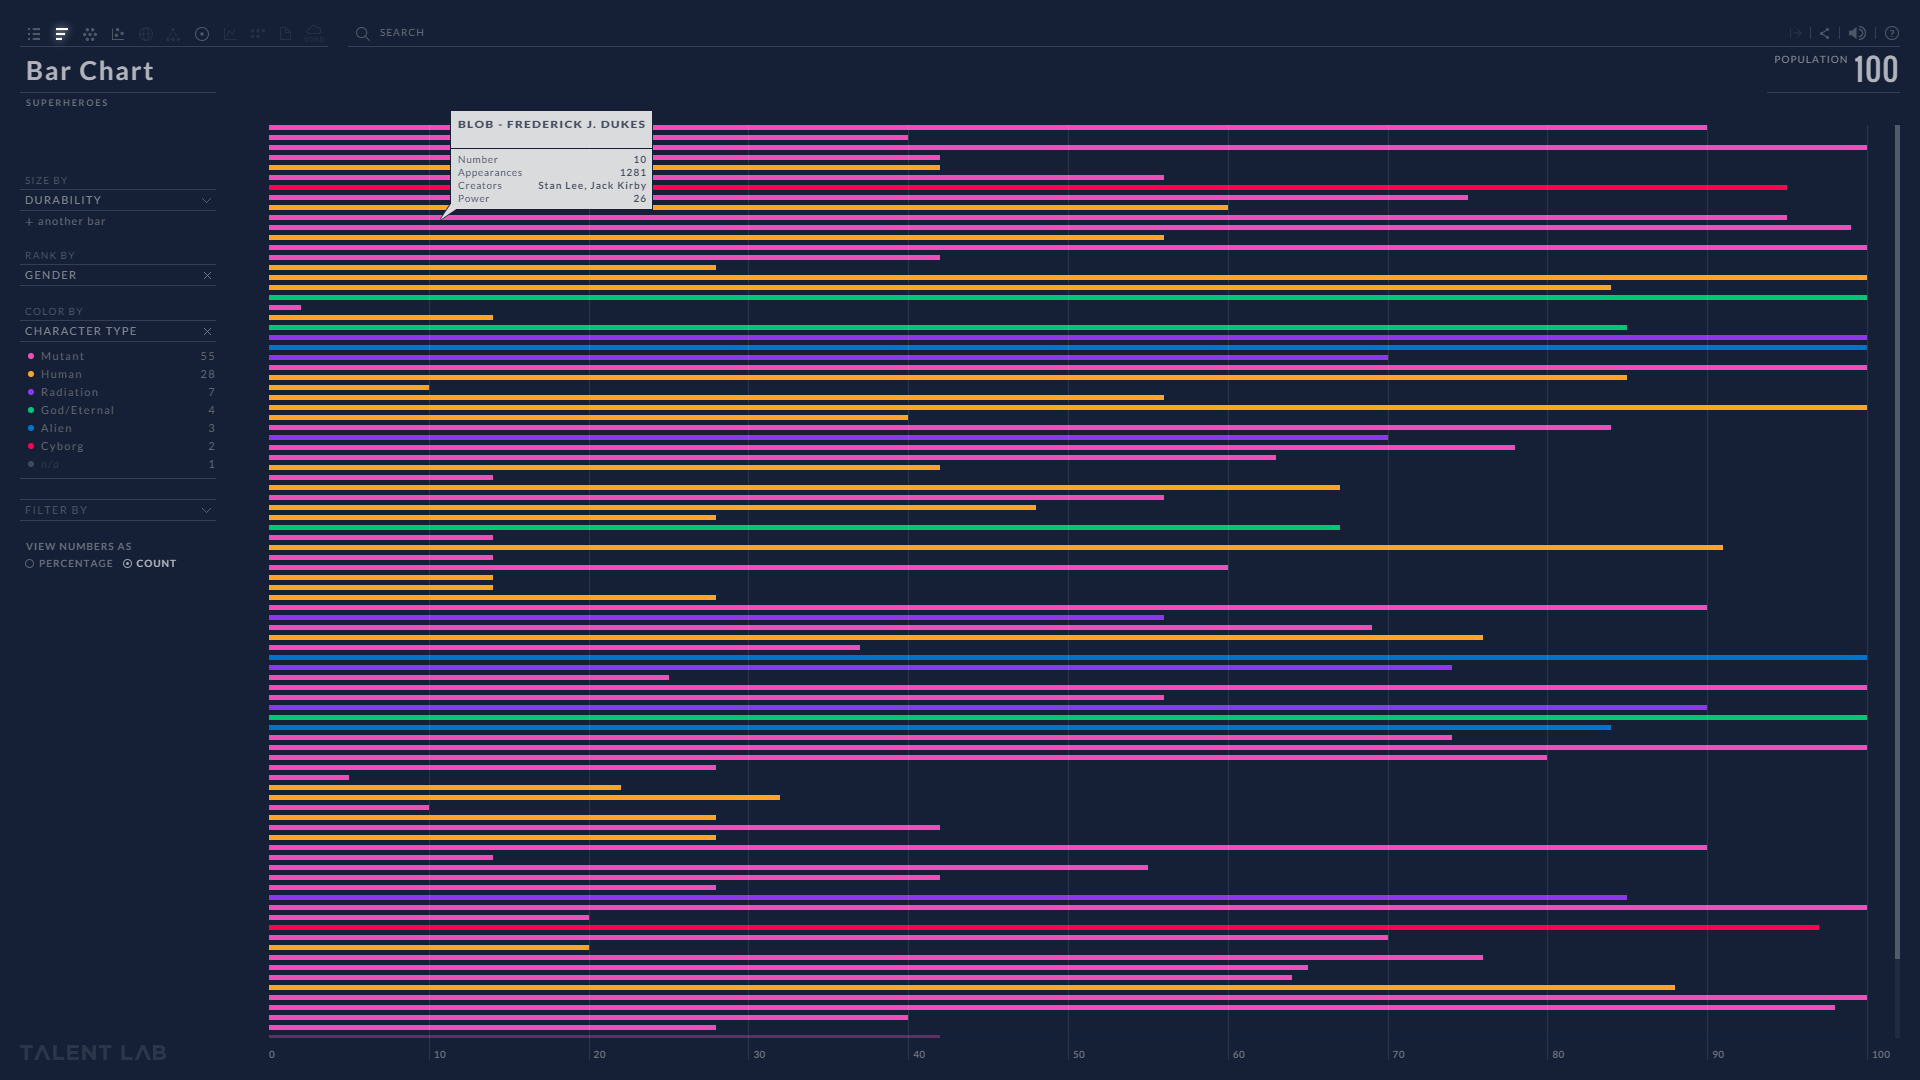 SEARCH
Bar Chart
POPULATION 100
SUPERHEROES
BLOB - FREDERICK J. DUKES
Number 10
Appearances 1281
Creators Stan Lee, Jack Kirby
Power 26
SIZE BY
DURABILITY
+ another bar
RANK BY
GENDER
COLOR BY
CHARACTER TYPE
Mutant 55
Human 28
Radiation 7
God/Eternal 4
Alien 3
Cyborg 2
n/a 1
FILTER BY
VIEW NUMBERS AS
PERCENTAGE COUNT
0 10 20 30 40 50 60 70 80 90 100
TALENT LAB